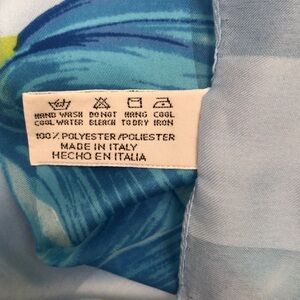 HAND WASH DO NOT HANG COOL
COOL WATER BLEACH TO DRY IRON
100% POLYESTER/POLIESTER
MADE IN ITALY
HECHO EN ITALIA